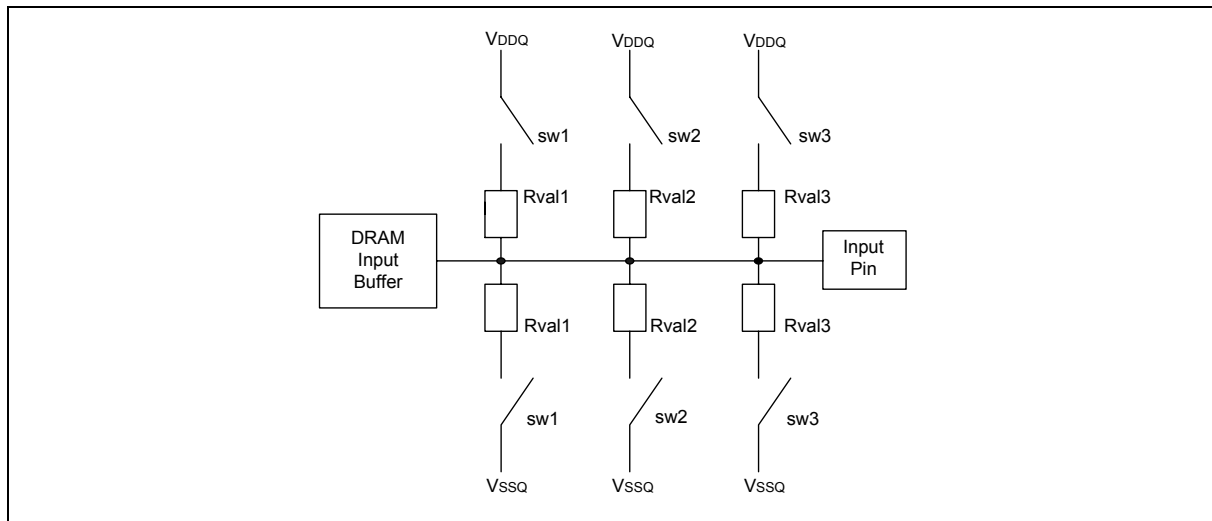 VDDQ VDDQ VDDQ
sw1 sw2 sw3
Rval1 Rval2 Rval3
DRAM
Input
Buffer
Input
Pin
Rval1 Rval2 Rval3
sw1 sw2 sw3
VSSQ VSSQ VSSQ